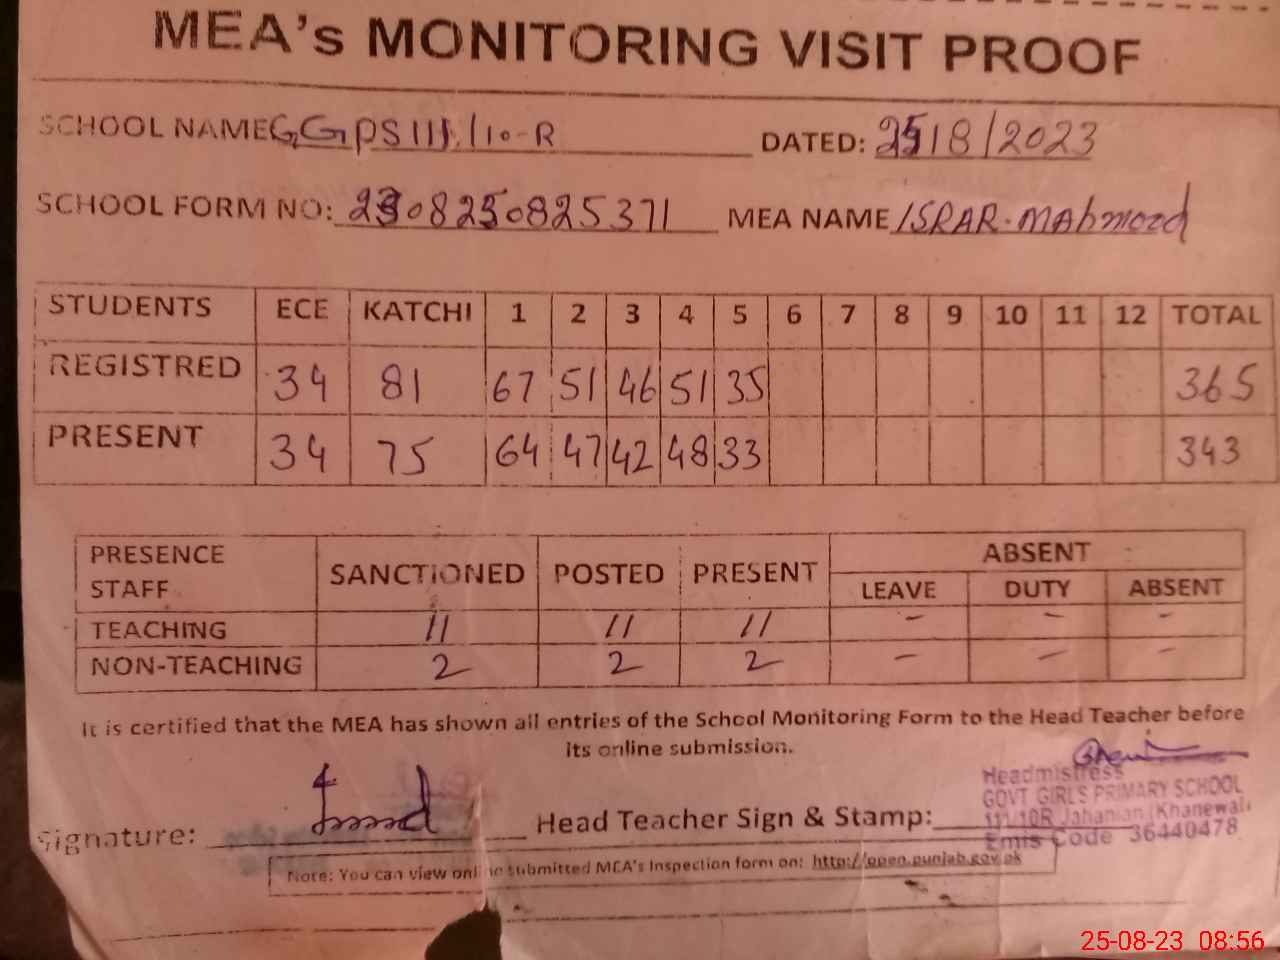 MEA's MONITORING VISIT PROOF
SCHOOL NAME GGPS 111/10-R DATED: 25/8/2023
SCHOOL FORM NO: 230825082537 1 MEA NAME ISRAR. MAhmood
STUDENTS ECE KATCHI 1 2 3 4 5 6 7 8 9 10 11 12 TOTAL
REGISTRED 34 81 67 51 46 51 35 365
PRESENT 34 75 64 47 42 48 33 343
PRESENCE STAFF SANCTIONED POSTED PRESENT ABSENT
LEAVE DUTY ABSENT
TEACHING 11 11 11 - - -
NON-TEACHING 2 2 2 - - -
It is certified that the MEA has shown all entries of the School Monitoring Form to the Head Teacher before
its online submission.
Signature: Head Teacher Sign & Stamp:
Headmistress
GOVT GIRLS PRIMARY SCHOOL
111/10R Jahanian (Khanewal)
Emis Code 36440478
Note: You can view online submitted MEA's Inspection form on: http://open.punjab.gov.pk
25-08-23 08:56